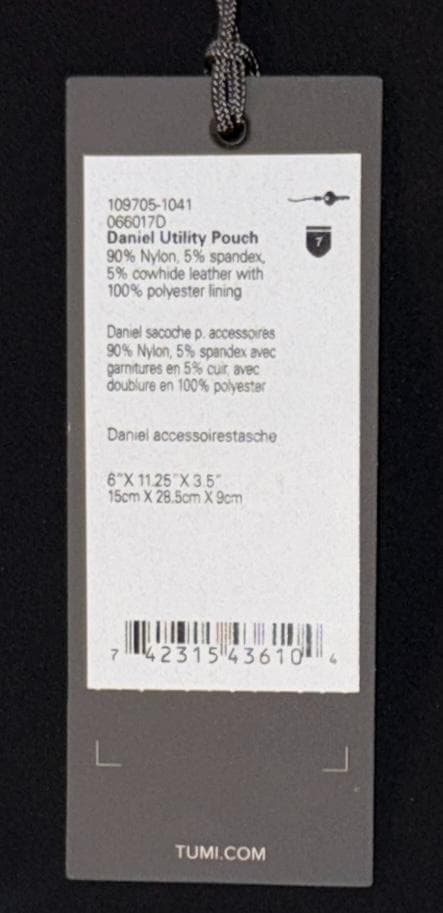 109705-1041
066017D
Daniel Utility Pouch
90% Nylon, 5% spandex,
5% cowhide leather with
100% polyester lining
7
Daniel sacoche p. accessoires
90% Nylon, 5% spandex avec
garnitures en 5% cuir, avec
doublure en 100% polyester
Daniel accessoirestasche
6"X 11.25"X 3.5"
15cm X 28.5cm X 9cm
7 42315 43610 4
TUMI.COM